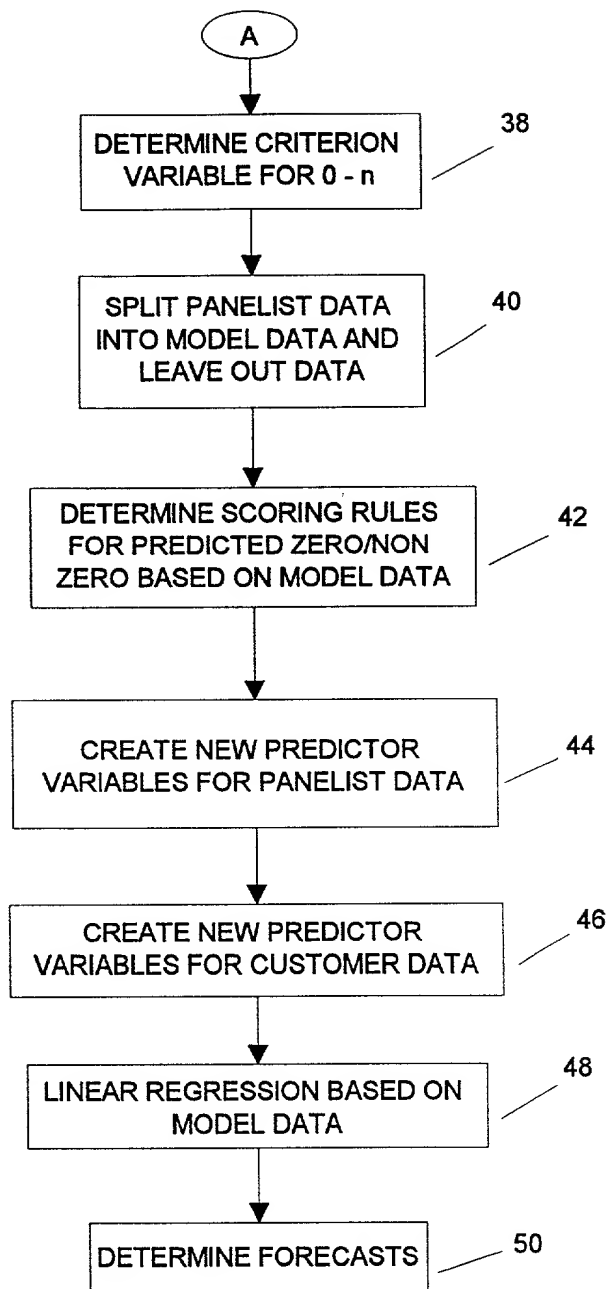 A
DETERMINE CRITERION
VARIABLE FOR 0 - n
38
SPLIT PANELIST DATA
INTO MODEL DATA AND
LEAVE OUT DATA
40
DETERMINE SCORING RULES
FOR PREDICTED ZERO/NON
ZERO BASED ON MODEL DATA
42
CREATE NEW PREDICTOR
VARIABLES FOR PANELIST DATA
44
CREATE NEW PREDICTOR
VARIABLES FOR CUSTOMER DATA
46
LINEAR REGRESSION BASED ON
MODEL DATA
48
DETERMINE FORECASTS
50